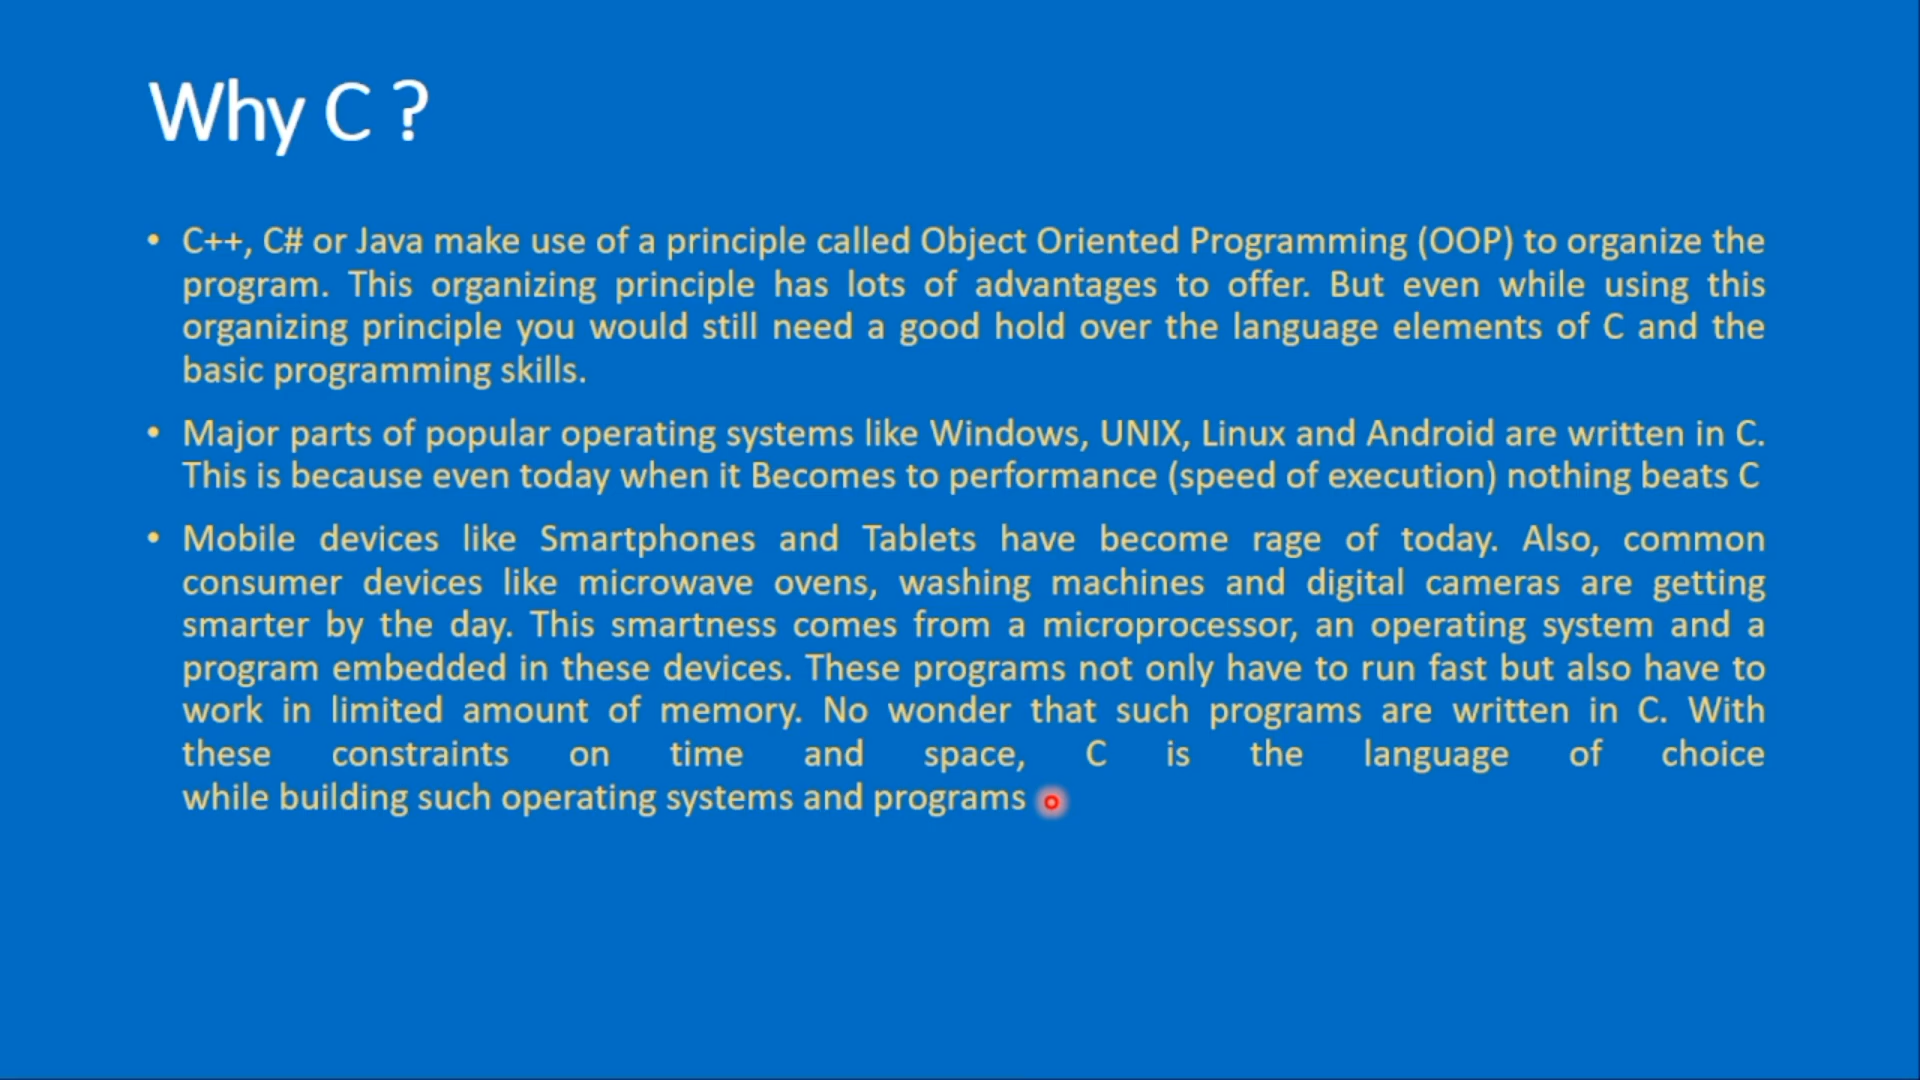 Why C ?
• C++, C# or Java make use of a principle called Object Oriented Programming (OOP) to organize the
program. This organizing principle has lots of advantages to offer. But even while using this
organizing principle you would still need a good hold over the language elements of C and the
basic programming skills.
• Major parts of popular operating systems like Windows, UNIX, Linux and Android are written in C.
This is because even today when it Becomes to performance (speed of execution) nothing beats C
• Mobile devices like Smartphones and Tablets have become rage of today. Also, common
consumer devices like microwave ovens, washing machines and digital cameras are getting
smarter by the day. This smartness comes from a microprocessor, an operating system and a
program embedded in these devices. These programs not only have to run fast but also have to
work in limited amount of memory. No wonder that such programs are written in C. With
these constraints on time and space, C is the language of choice
while building such operating systems and programs